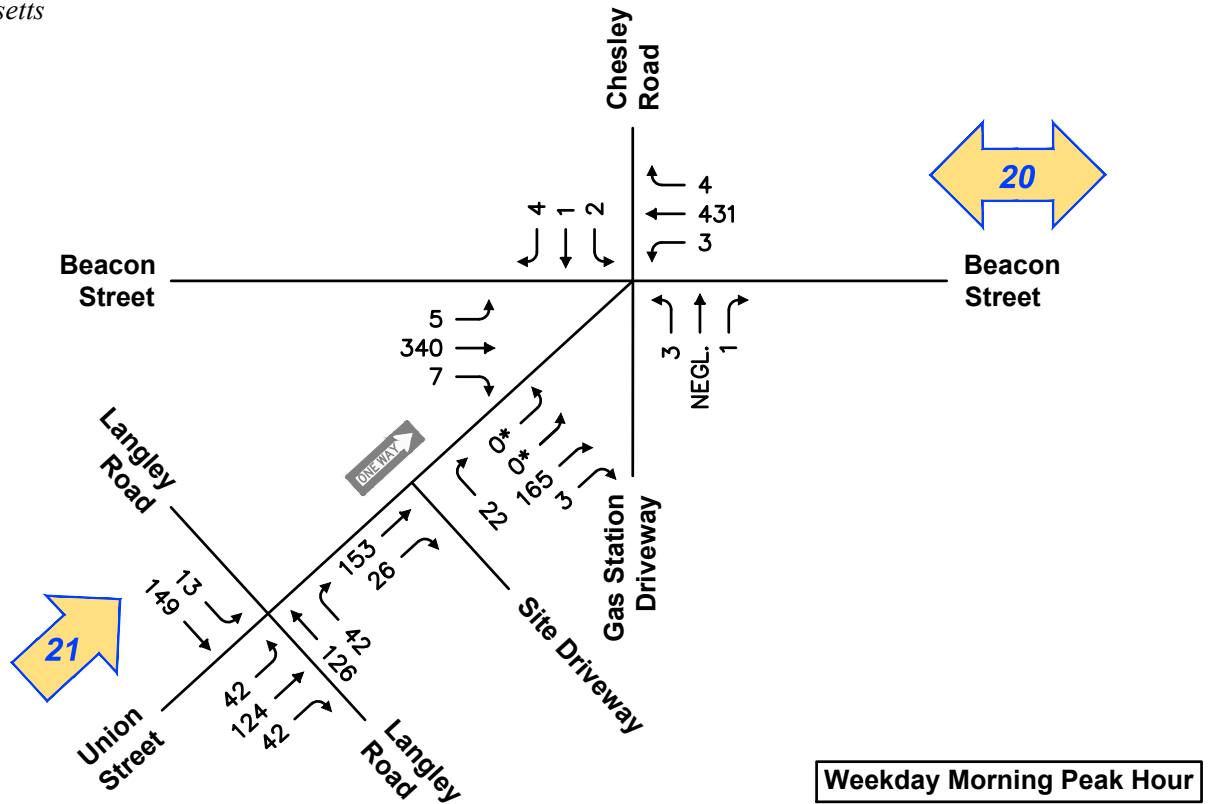 setts
Chesley
Road
20
4
431
3
4
1
2
Beacon
Street
Beacon
Street
5
340
7
3
NEGL.
1
0*
0*
165
3
22
ONE WAY
Langley
Road
153
26
Gas Station
Driveway
Site Driveway
13
149
42
126
21
42
124
42
Union
Street
Langley
Road
Weekday Morning Peak Hour